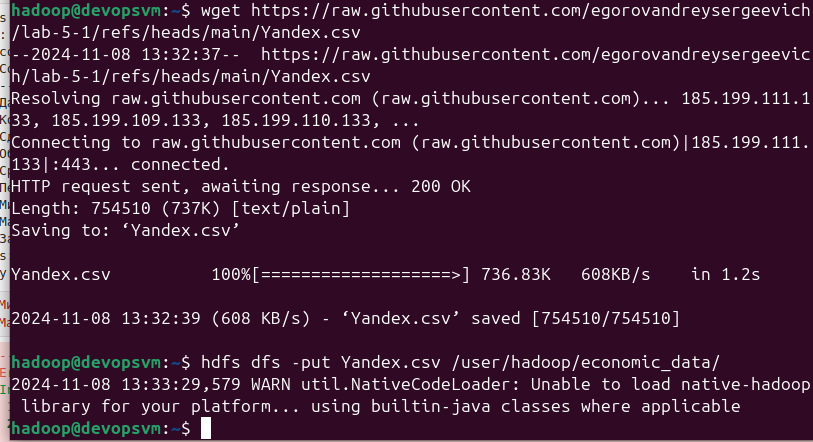 hadoop@devopsvm:~$ wget https://raw.githubusercontent.com/egorovandreysergeevich
/lab-5-1/refs/heads/main/Yandex.csv
--2024-11-08 13:32:37--  https://raw.githubusercontent.com/egorovandreysergeevic
h/lab-5-1/refs/heads/main/Yandex.csv
Resolving raw.githubusercontent.com (raw.githubusercontent.com)... 185.199.111.1
33, 185.199.109.133, 185.199.110.133, ...
Connecting to raw.githubusercontent.com (raw.githubusercontent.com)|185.199.111.
133|:443... connected.
HTTP request sent, awaiting response... 200 OK
Length: 754510 (737K) [text/plain]
Saving to: ‘Yandex.csv’
Yandex.csv          100%[===================>] 736.83K   608KB/s    in 1.2s
2024-11-08 13:32:39 (608 KB/s) - ‘Yandex.csv’ saved [754510/754510]
hadoop@devopsvm:~$ hdfs dfs -put Yandex.csv /user/hadoop/economic_data/
2024-11-08 13:33:29,579 WARN util.NativeCodeLoader: Unable to load native-hadoop
 library for your platform... using builtin-java classes where applicable
hadoop@devopsvm:~$